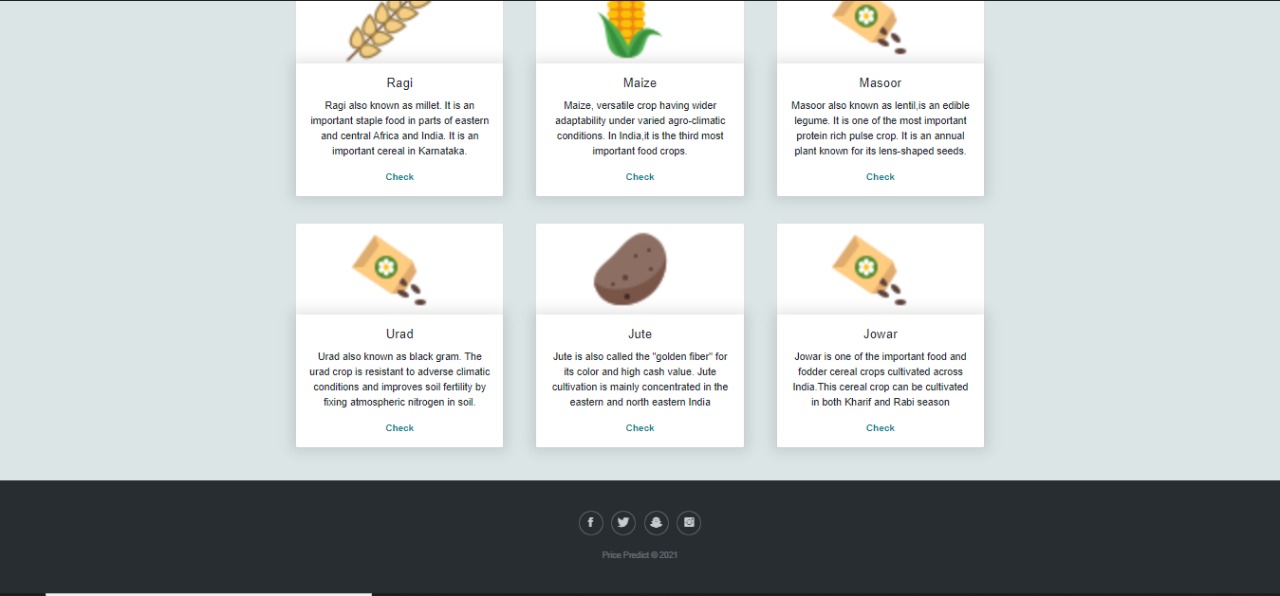 Ragi
Ragi also known as millet. It is an
important staple food in parts of eastern
and central Africa and India. It is an
important cereal in Karnataka.
Check
Maize
Maize, versatile crop having wider
adaptability under varied agro-climatic
conditions. In India,it is the third most
important food crops.
Check
Masoor
Masoor also known as lentil,is an edible
legume. It is one of the most important
protein rich pulse crop. It is an annual
plant known for its lens-shaped seeds.
Check
Urad
Urad also known as black gram. The
urad crop is resistant to adverse climatic
conditions and improves soil fertility by
fixing atmospheric nitrogen in soil.
Check
Jute
Jute is also called the "golden fiber" for
its color and high cash value. Jute
cultivation is mainly concentrated in the
eastern and north eastern India
Check
Jowar
Jowar is one of the important food and
fodder cereal crops cultivated across
India.This cereal crop can be cultivated
in both Kharif and Rabi season
Check
Price Predict © 2021